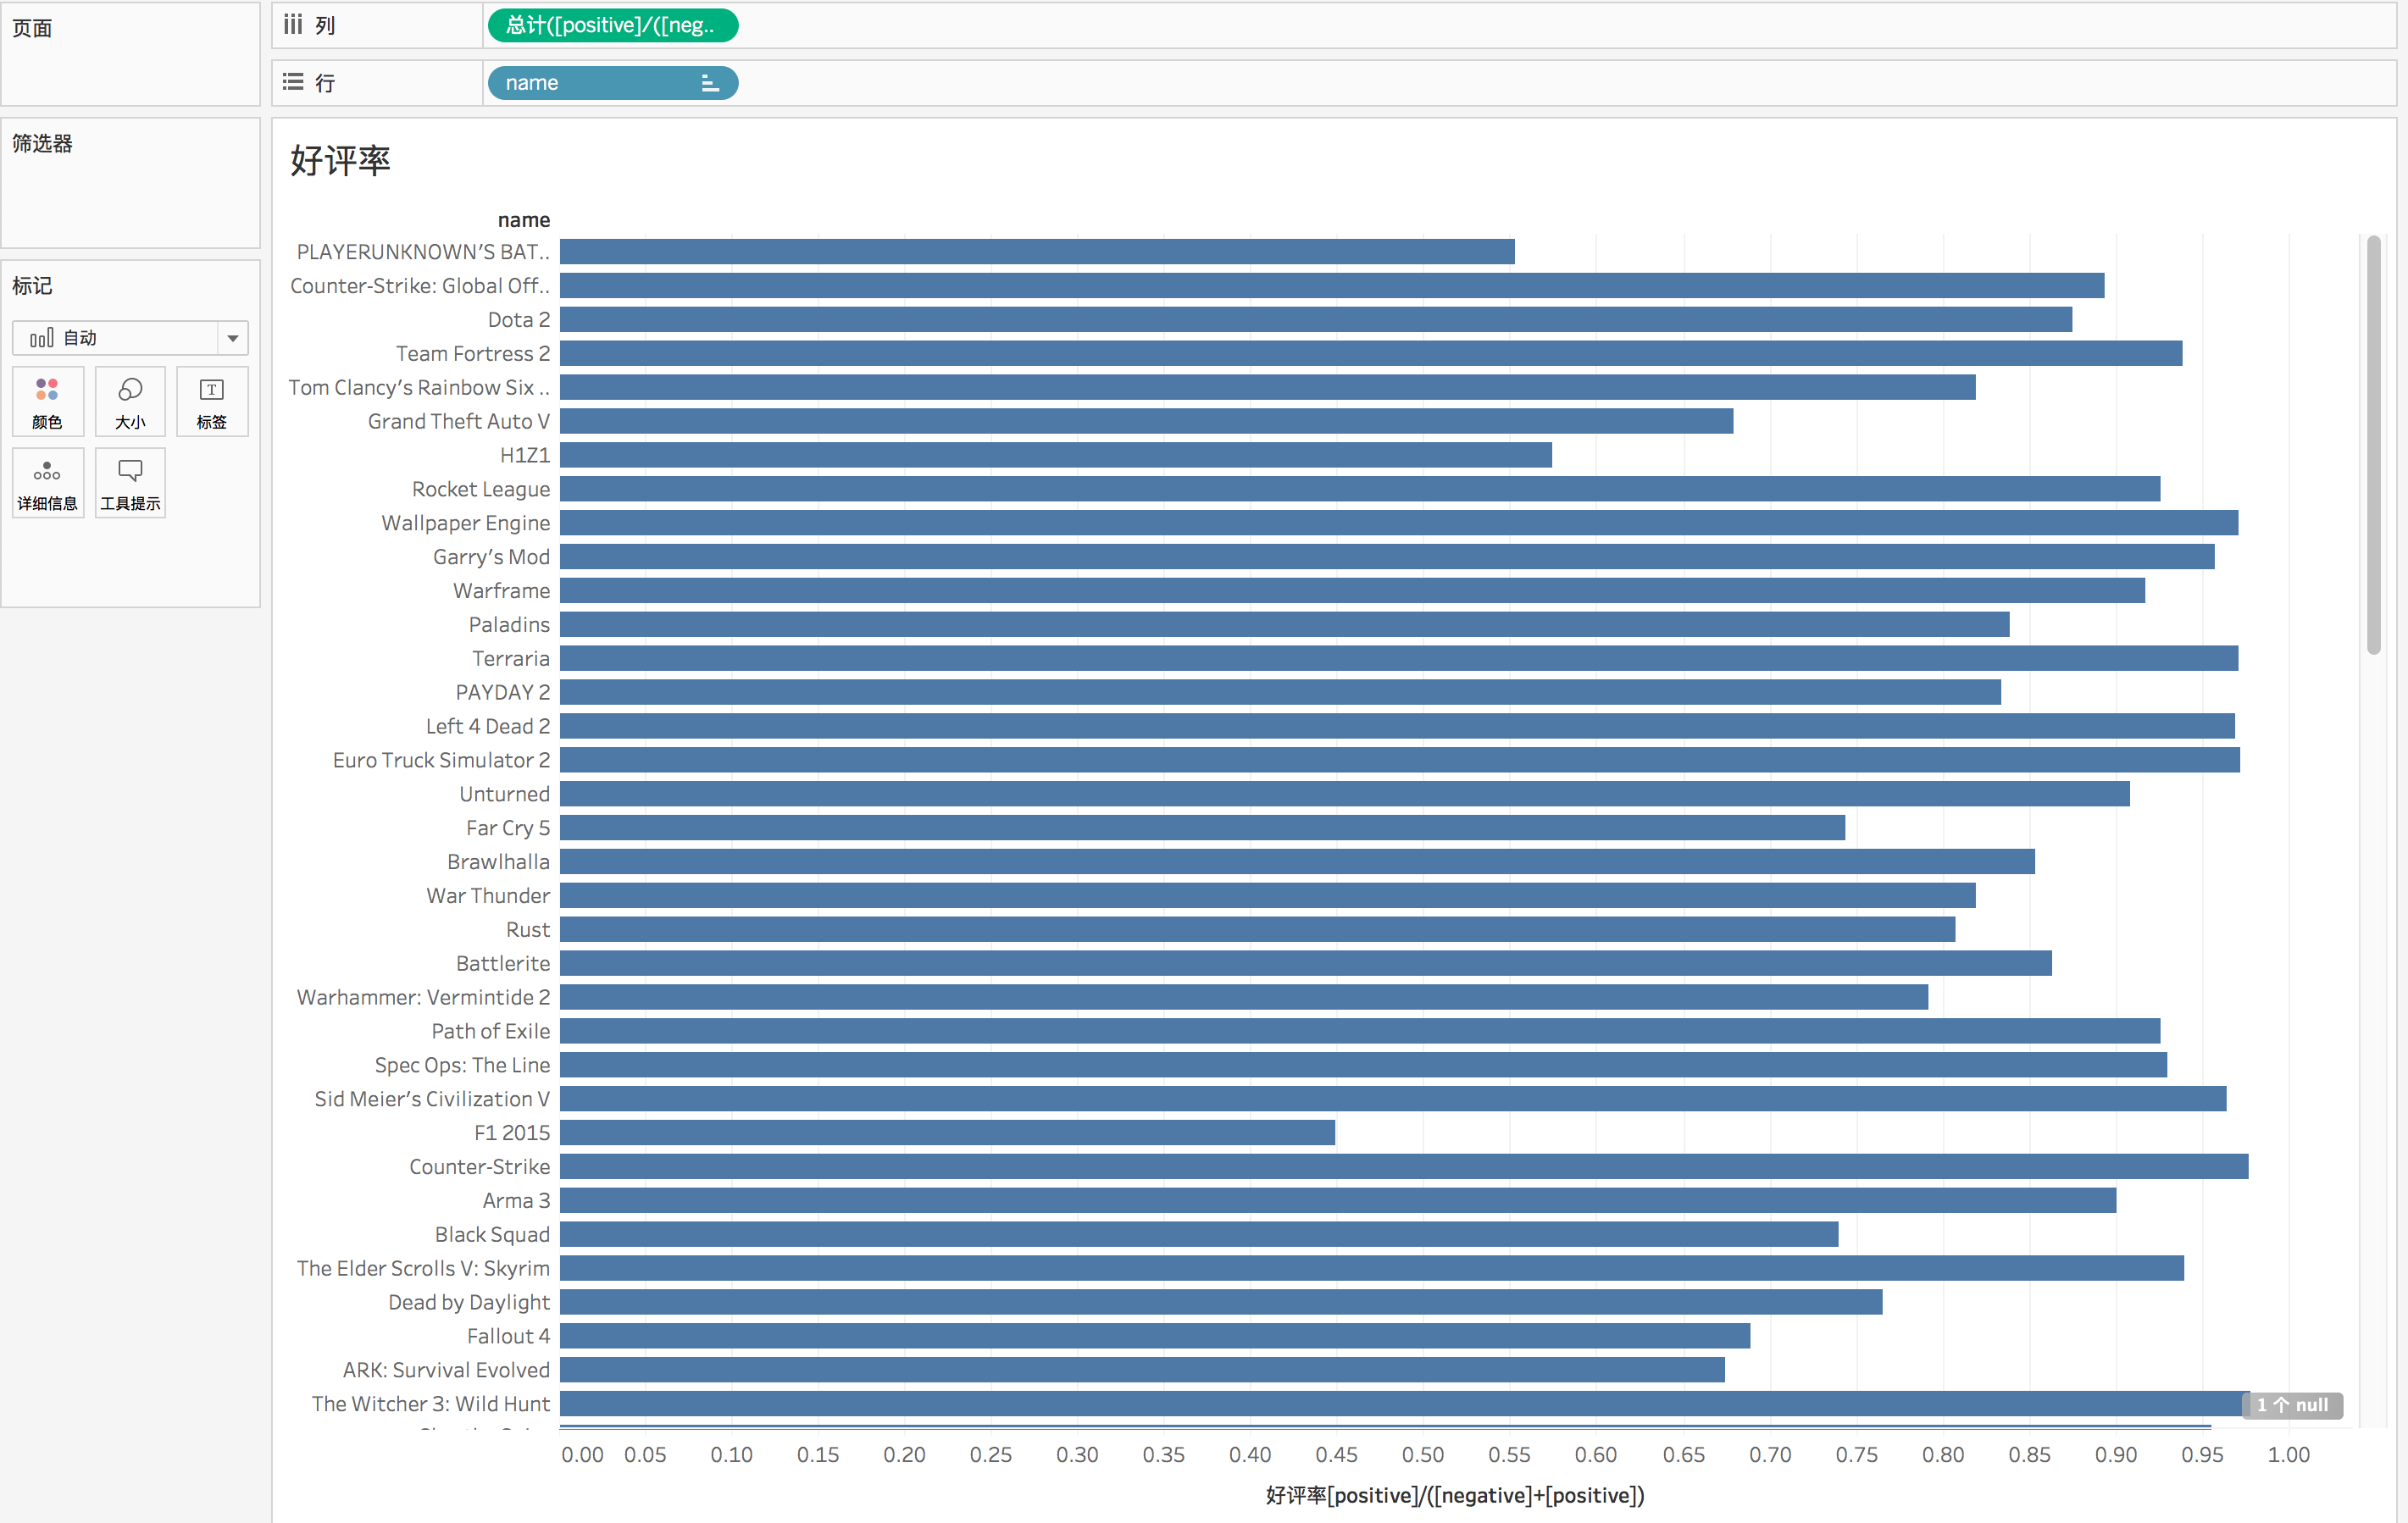 页面
列
总计([positive]/([neg..
行
name
筛选器
标记
自动
颜色
大小
标签
详细信息
工具提示
好评率
name
PLAYERUNKNOWN'S BAT..
Counter-Strike: Global Off..
Dota 2
Team Fortress 2
Tom Clancy's Rainbow Six ..
Grand Theft Auto V
H1Z1
Rocket League
Wallpaper Engine
Garry's Mod
Warframe
Paladins
Terraria
PAYDAY 2
Left 4 Dead 2
Euro Truck Simulator 2
Unturned
Far Cry 5
Brawlhalla
War Thunder
Rust
Battlerite
Warhammer: Vermintide 2
Path of Exile
Spec Ops: The Line
Sid Meier's Civilization V
F1 2015
Counter-Strike
Arma 3
Black Squad
The Elder Scrolls V: Skyrim
Dead by Daylight
Fallout 4
ARK: Survival Evolved
The Witcher 3: Wild Hunt
1 个 null
0.00 0.05 0.10 0.15 0.20 0.25 0.30 0.35 0.40 0.45 0.50 0.55 0.60 0.65 0.70 0.75 0.80 0.85 0.90 0.95 1.00
好评率[positive]/([negative]+[positive])